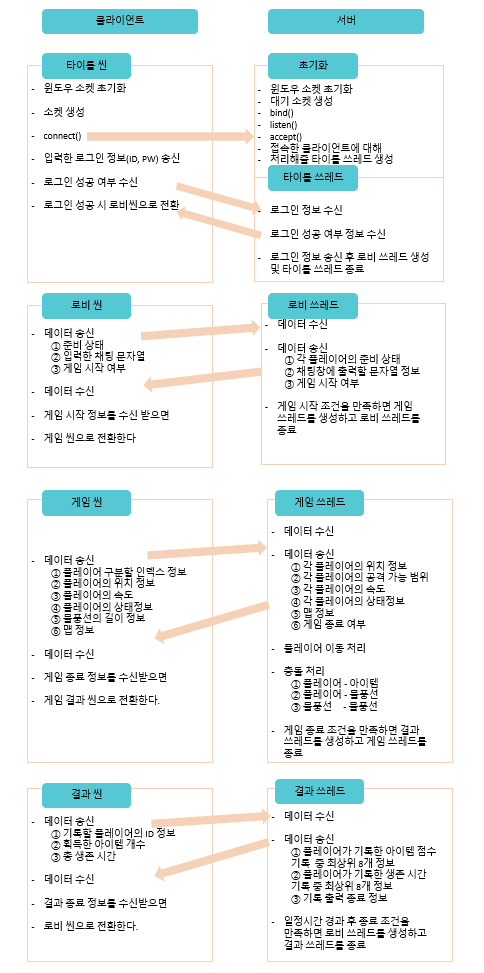 클라이언트
서버
타이틀 씬
- 윈도우 소켓 초기화
- 소켓 생성
- connect()
- 입력한 로그인 정보(ID, PW) 송신
- 로그인 성공 여부 수신
- 로그인 성공 시 로비씬으로 전환
초기화
- 윈도우 소켓 초기화
- 대기 소켓 생성
- bind()
- listen()
- accept()
- 접속한 클라이언트에 대해
- 처리해줄 타이틀 쓰레드 생성
타이틀 쓰레드
- 로그인 정보 수신
로그인 성공 여부 정보 수신
- 로그인 정보 송신 후 로비 쓰레드 생성
및 타이틀 쓰레드 종료
로비 씬
- 데이터 송신
① 준비 상태
② 입력한 채팅 문자열
③ 게임 시작 여부
- 데이터 수신
- 게임 시작 정보를 수신 받으면
- 게임 씬으로 전환한다
로비 쓰레드
- 데이터 수신
- 데이터 송신
① 각 플레이어의 준비 상태
② 채팅창에 출력할 문자열 정보
③ 게임 시작 여부
- 게임 시작 조건을 만족하면 게임
쓰레드를 생성하고 로비 쓰레드를
종료
게임 씬
- 데이터 송신
① 플레이어 구분할 인덱스 정보
② 플레이어의 위치 정보
③ 플레이어의 속도
④ 플레이어의 상태정보
⑤ 물풍선의 길이 정보
⑥ 맵 정보
- 데이터 수신
- 게임 종료 정보를 수신받으면
- 게임 결과 씬으로 전환한다.
게임 쓰레드
- 데이터 수신
- 데이터 송신
① 각 플레이어의 위치 정보
② 각 플레이어의 공격 가능 범위
③ 각 플레이어의 속도
④ 각 플레이어의 상태정보
⑤ 맵 정보
⑥ 게임 종료 여부
- 플레이어 이동 처리
- 충돌 처리
① 플레이어 - 아이템
② 플레이어 - 물풍선
③ 물풍선 - 물풍선
- 게임 종료 조건을 만족하면 결과
쓰레드를 생성하고 게임 쓰레드를
종료
결과 씬
- 데이터 송신
① 기록할 플레이어의 ID 정보
② 획득한 아이템 개수
③ 총 생존 시간
- 데이터 수신
- 결과 종료 정보를 수신받으면
- 로비 씬으로 전환한다.
결과 쓰레드
- 데이터 수신
- 데이터 송신
① 플레이어가 기록한 아이템 점수
기록 중 최상위 8개 정보
② 플레이어가 기록한 생존 시간
기록 중 최상위 8개 정보
③ 기록 출력 종료 정보
- 일정시간 경과 후 종료 조건을
만족하면 로비 쓰레드를 생성하고
결과 쓰레드를 종료